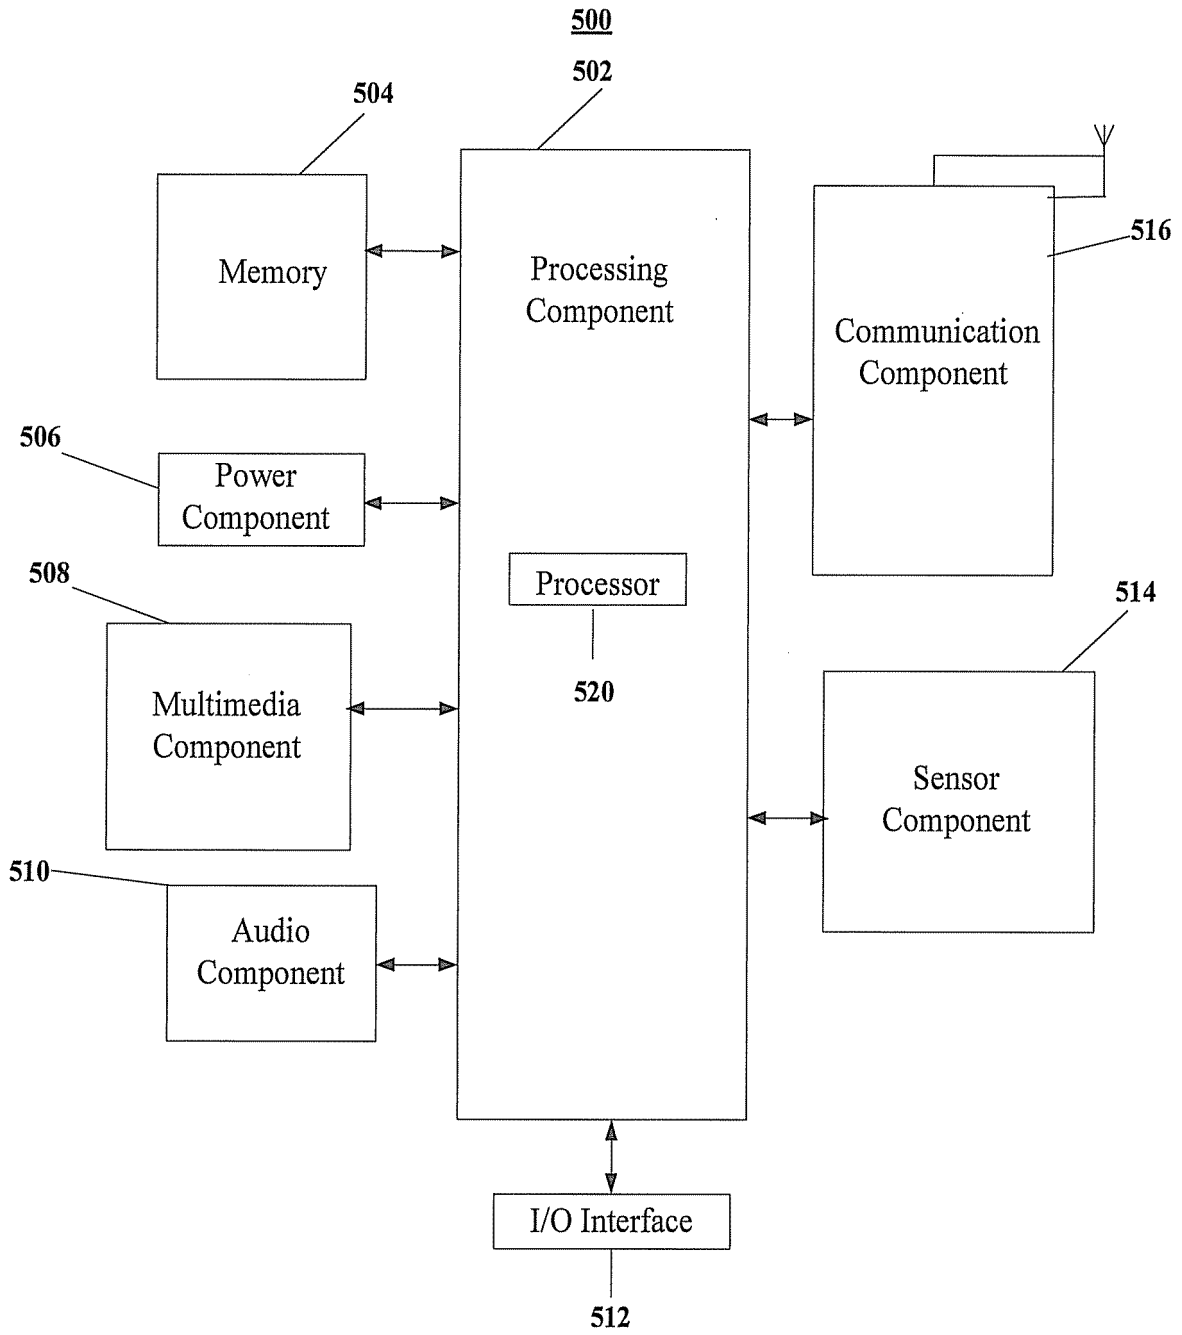 500
502
504
516
Memory
Processing
Component
Communication
Component
506
Power
Component
508
Processor
514
520
Multimedia
Component
Sensor
Component
510
Audio
Component
I/O Interface
512